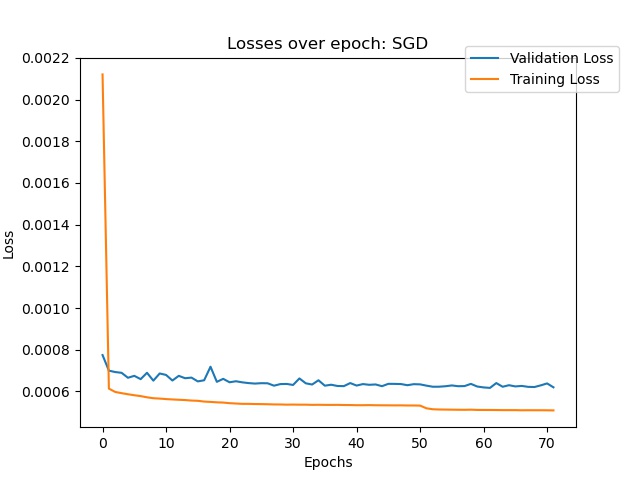 Losses over epoch: SGD
Validation Loss
Training Loss
0.0022
0.0020
0.0018
0.0016
0.0014
0.0012
0.0010
0.0008
0.0006
Loss
0 10 20 30 40 50 60 70
Epochs